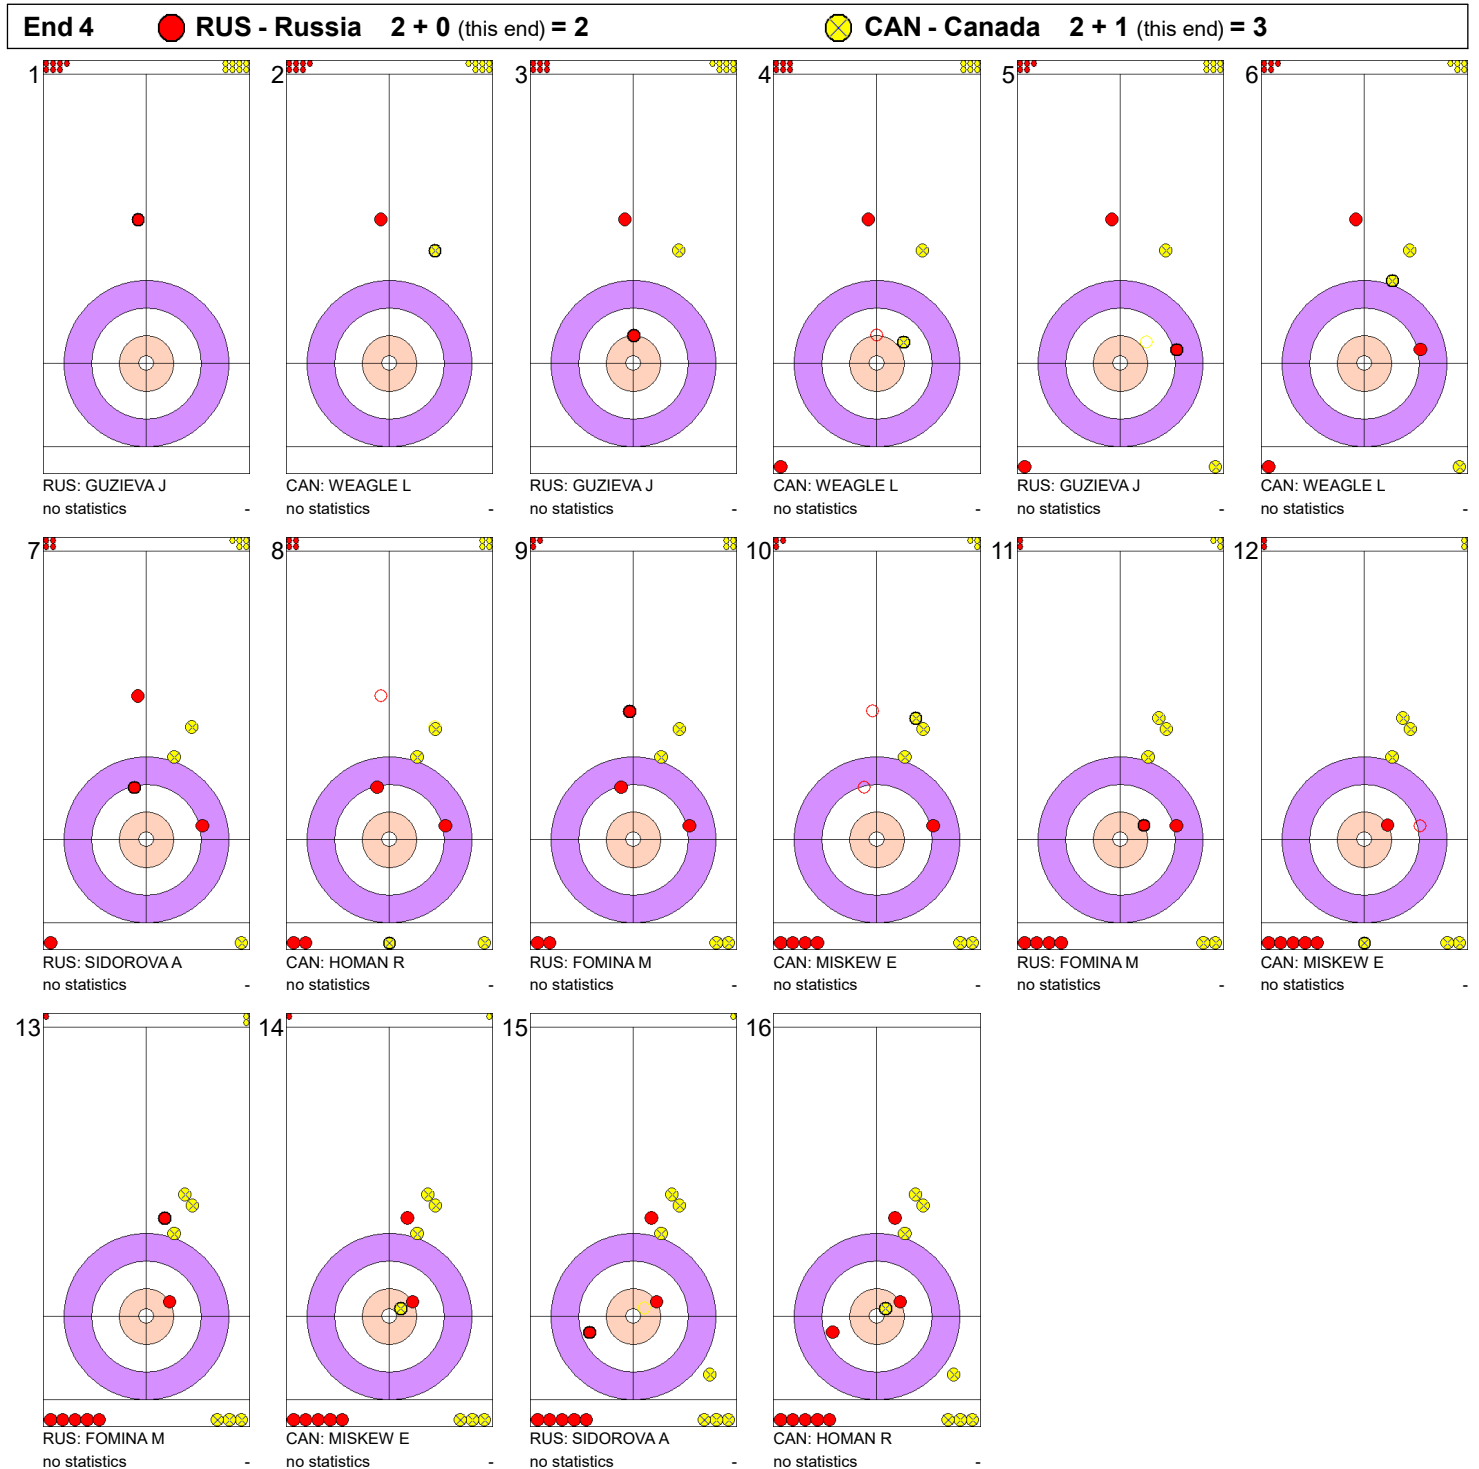 End 4 RUS - Russia 2 + 0 (this end) = 2 CAN - Canada 2 + 1 (this end) = 3
1 2 3 4 5 6
RUS: GUZIEVA J CAN: WEAGLE L RUS: GUZIEVA J CAN: WEAGLE L RUS: GUZIEVA J CAN: WEAGLE L
no statistics - no statistics - no statistics - no statistics - no statistics - no statistics -
7 8 9 10 11 12
RUS: SIDOROVA A CAN: HOMAN R RUS: FOMINA M CAN: MISKEW E RUS: FOMINA M CAN: MISKEW E
no statistics - no statistics - no statistics - no statistics - no statistics - no statistics -
13 14 15 16
RUS: FOMINA M CAN: MISKEW E RUS: SIDOROVA A CAN: HOMAN R
no statistics - no statistics - no statistics - no statistics -